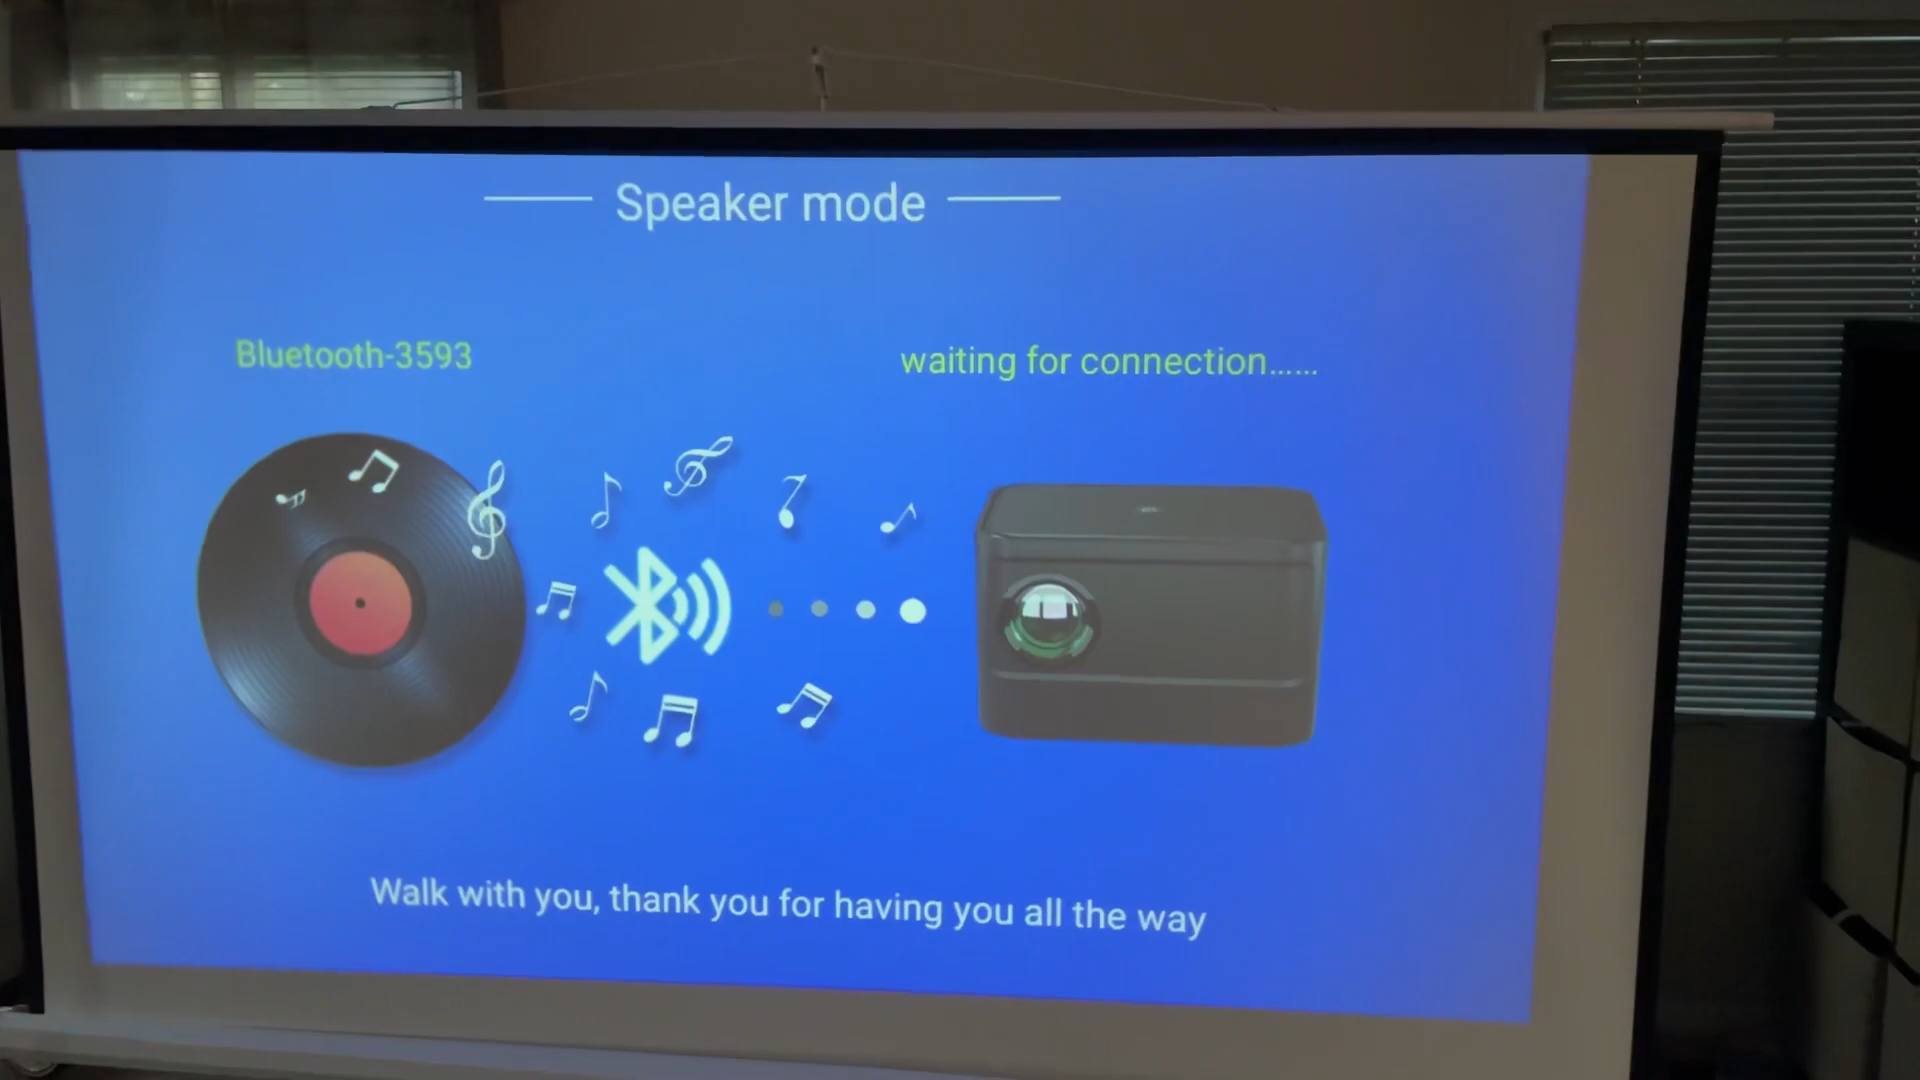 Speaker mode
Bluetooth-3593
waiting for connection......
Walk with you, thank you for having you all the way